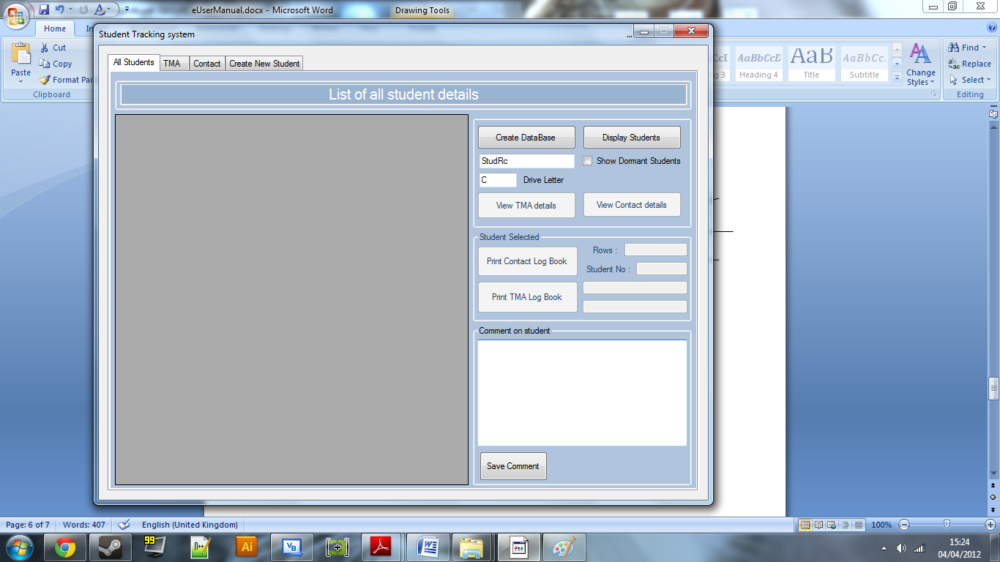 eUserManual.docx - Microsoft Word
Drawing Tools
Home
In
Paste
Cut
Copy
Format Pai
Clipboard
g 3
AaBbCcD
Heading 4
AaB
Title
AaBbCc.
Subtitle
Change
Styles
Find
Replace
Select
Editing
Student Tracking system
...
All Students
TMA
Contact
Create New Student
List of all student details
Create DataBase
Display Students
StudRc
Show Dormant Students
C
Drive Letter
View TMA details
View Contact details
Student Selected
Print Contact Log Book
Rows :
Student No :
Print TMA Log Book
Comment on student
Save Comment
Page: 6 of 7
Words: 407
English (United Kingdom)
100%
99
Ai
VB
15:24
04/04/2012